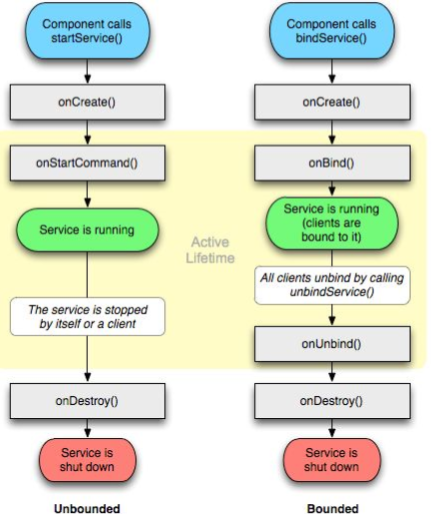 Component calls
startService()
onCreate()
onStartCommand()
Service is running
The service is stopped
by itself or a client
onDestroy()
Service is
shut down
Unbounded
Active
Lifetime
Component calls
bindService()
onCreate()
onBind()
Service is running
(clients are
bound to it)
All clients unbind by calling
unbindService()
onUnbind()
onDestroy()
Service is
shut down
Bounded